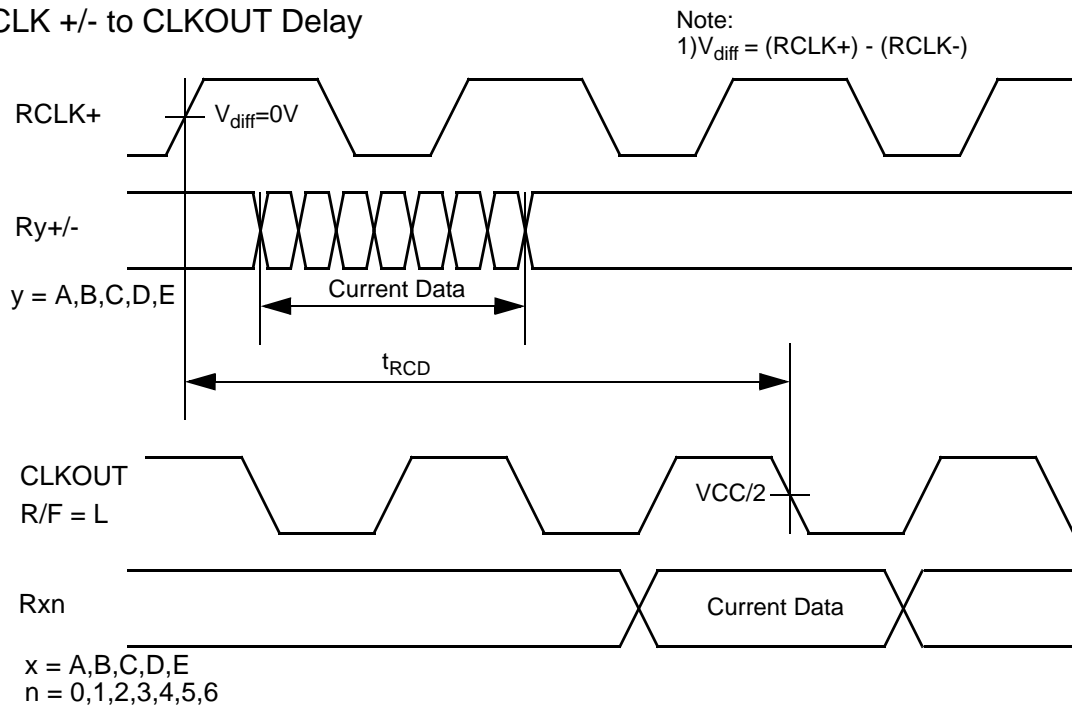 CLK +/- to CLKOUT Delay
Note:
1)Vdiff = (RCLK+) - (RCLK-)
RCLK+
Vdiff=0V
Ry+/-
y = A,B,C,D,E
Current Data
tRCD
CLKOUT
R/F = L
VCC/2
Rxn
Current Data
x = A,B,C,D,E
n = 0,1,2,3,4,5,6